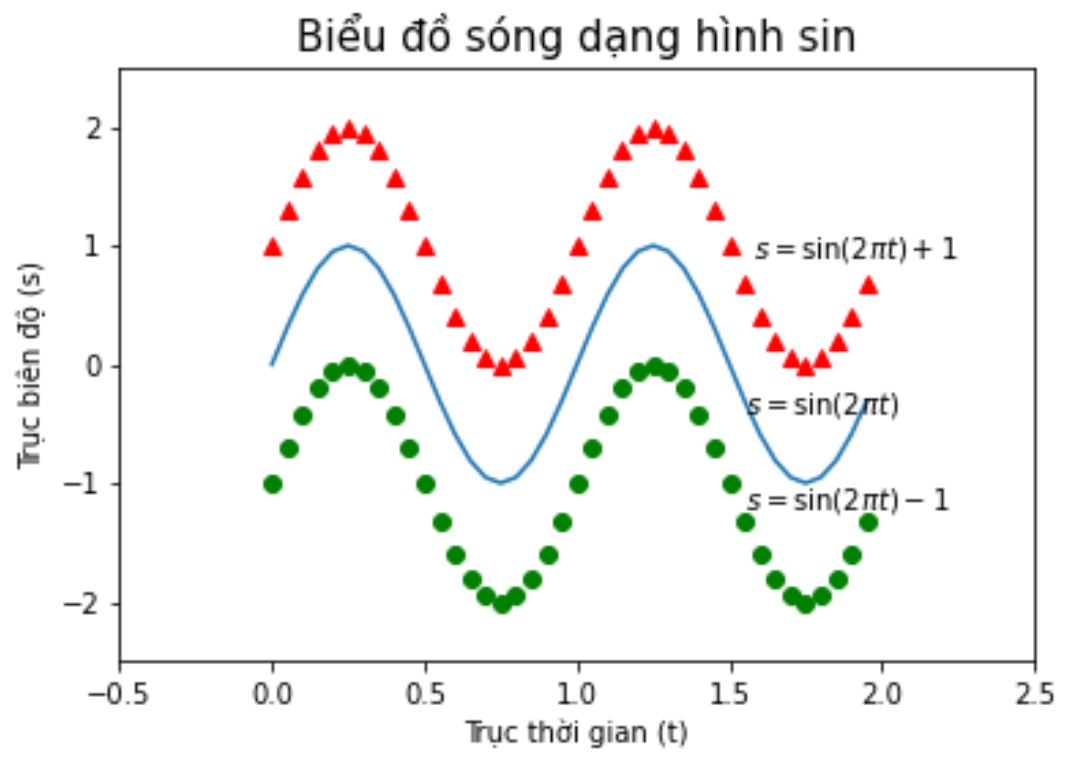 Biểu đồ sóng dạng hình sin
Trục biên độ (s)
2
1
0
−1
−2
s = sin(2πt) + 1
s = sin(2πt)
s = sin(2πt) − 1
−0.5 0.0 0.5 1.0 1.5 2.0 2.5
Trục thời gian (t)